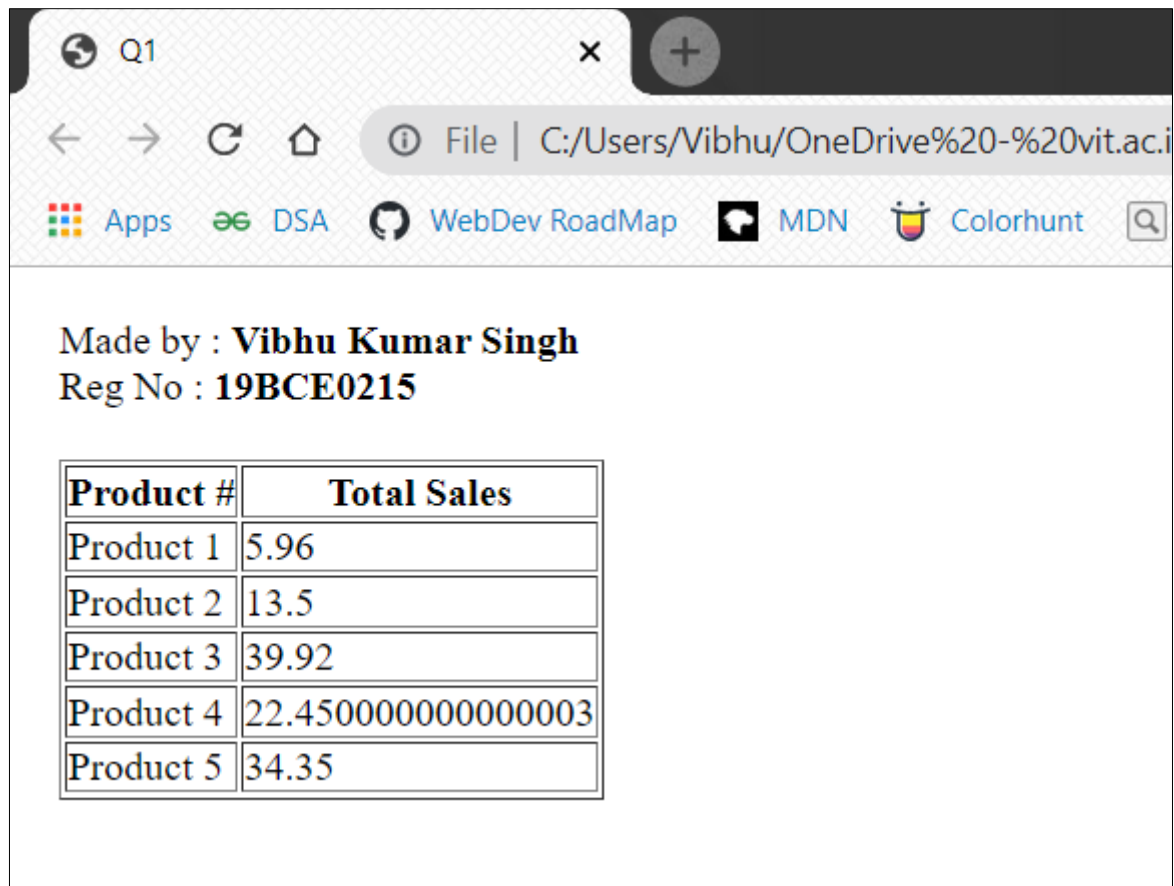 Q1
File | C:/Users/Vibhu/OneDrive%20-%20vit.ac.i
Apps DSA WebDev RoadMap MDN Colorhunt
Made by : Vibhu Kumar Singh
Reg No : 19BCE0215
Product # Total Sales
Product 1 5.96
Product 2 13.5
Product 3 39.92
Product 4 22.450000000000003
Product 5 34.35